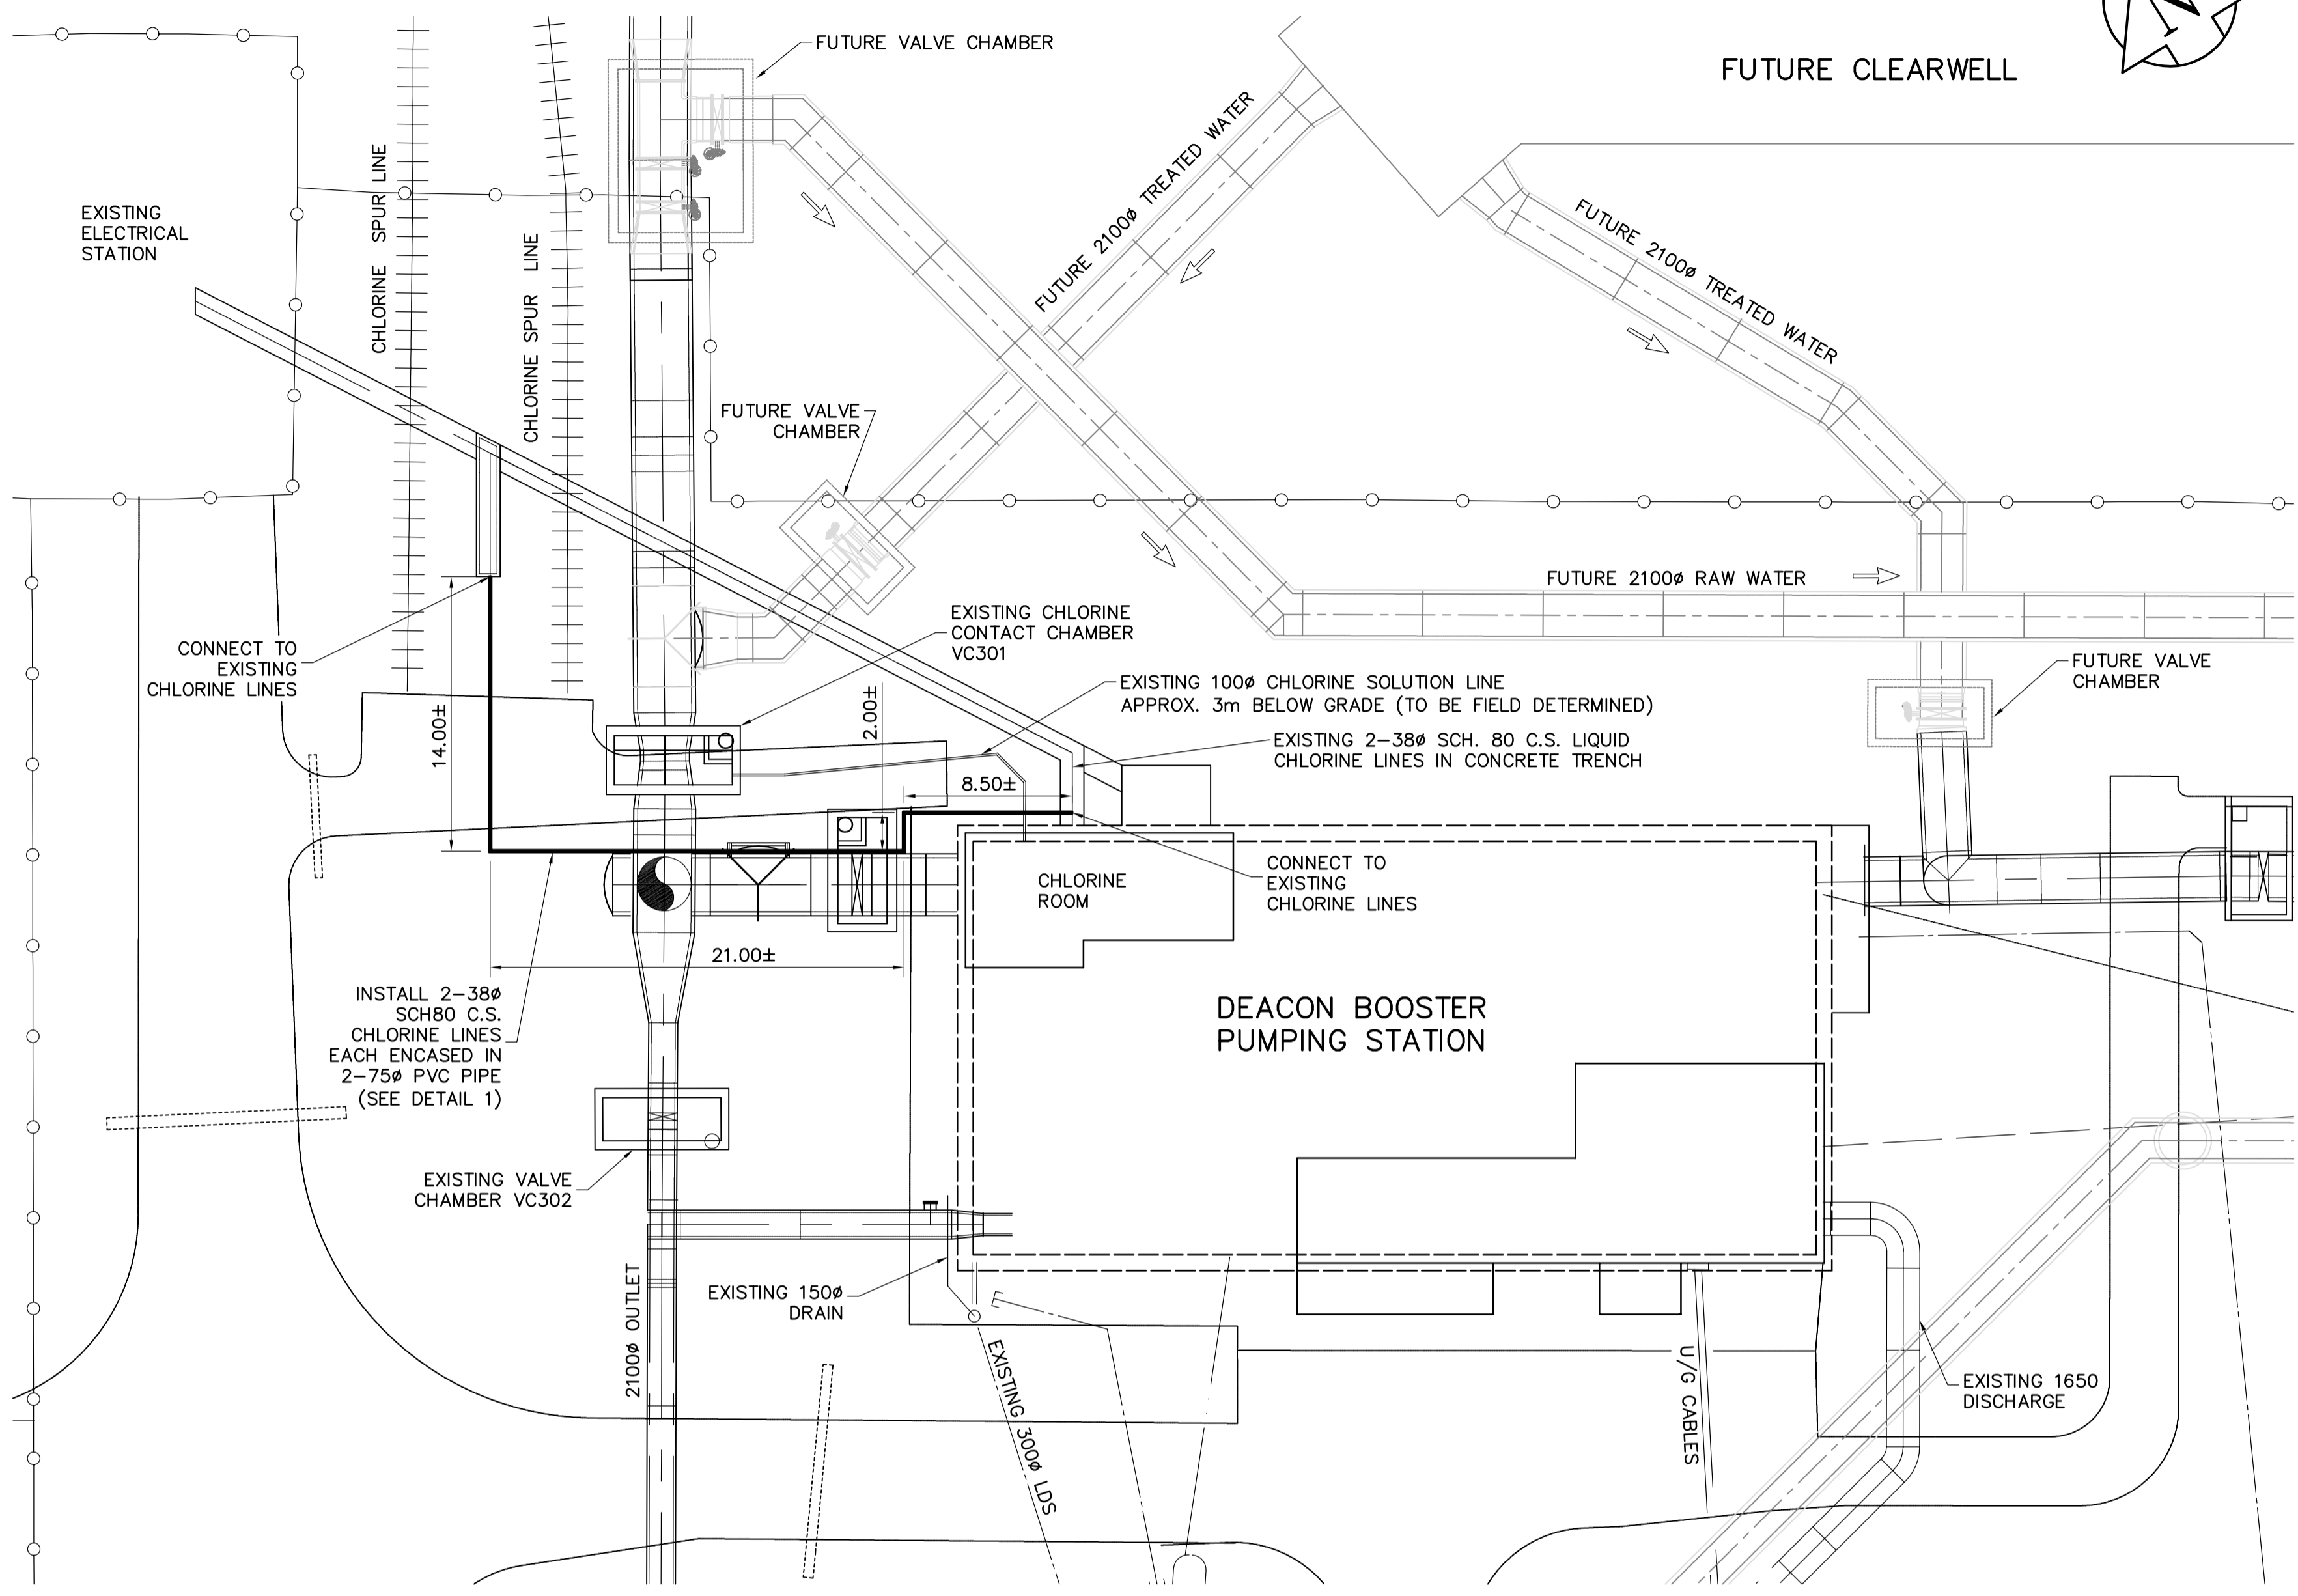 FUTURE VALVE CHAMBER
FUTURE CLEARWELL
N
EXISTING
ELECTRICAL
STATION
CHLORINE SPUR LINE
CHLORINE SPUR LINE
FUTURE 2100ø TREATED WATER
FUTURE 2100ø TREATED WATER
FUTURE VALVE
CHAMBER
FUTURE 2100ø RAW WATER
CONNECT TO
EXISTING
CHLORINE LINES
14.00±
EXISTING CHLORINE
CONTACT CHAMBER
VC301
2.00±
EXISTING 100ø CHLORINE SOLUTION LINE
APPROX. 3m BELOW GRADE (TO BE FIELD DETERMINED)
FUTURE VALVE
CHAMBER
EXISTING 2-38ø SCH. 80 C.S. LIQUID
CHLORINE LINES IN CONCRETE TRENCH
8.50±
CHLORINE
ROOM
CONNECT TO
EXISTING
CHLORINE LINES
21.00±
INSTALL 2-38ø
SCH80 C.S.
CHLORINE LINES
EACH ENCASED IN
2-75ø PVC PIPE
(SEE DETAIL 1)
DEACON BOOSTER
PUMPING STATION
EXISTING VALVE
CHAMBER VC302
2100ø OUTLET
EXISTING 150ø
DRAIN
EXISTING 300ø LDS
U/G CABLES
EXISTING 1650
DISCHARGE